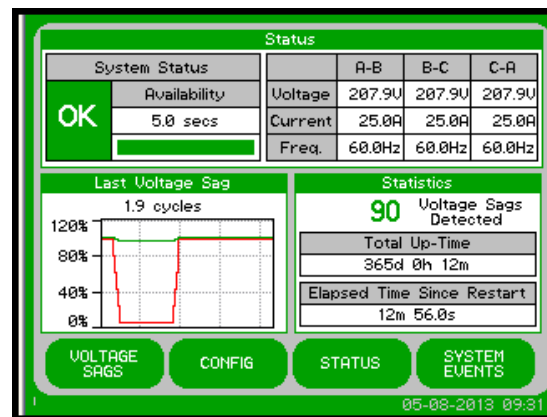 Status
System Status
A-B B-C C-A
OK
Availability
Voltage 207.9V 207.9V 207.9V
5.0 secs
Current 25.0A 25.0A 25.0A
Freq. 60.0Hz 60.0Hz 60.0Hz
Last Voltage Sag
1.9 cycles
120%
80%
40%
0%
Statistics
90 Voltage Sags
Detected
Total Up-Time
365d 0h 12m
Elapsed Time Since Restart
12m 56.0s
VOLTAGE
SAGS
CONFIG
STATUS
SYSTEM
EVENTS
05-08-2013 09:31